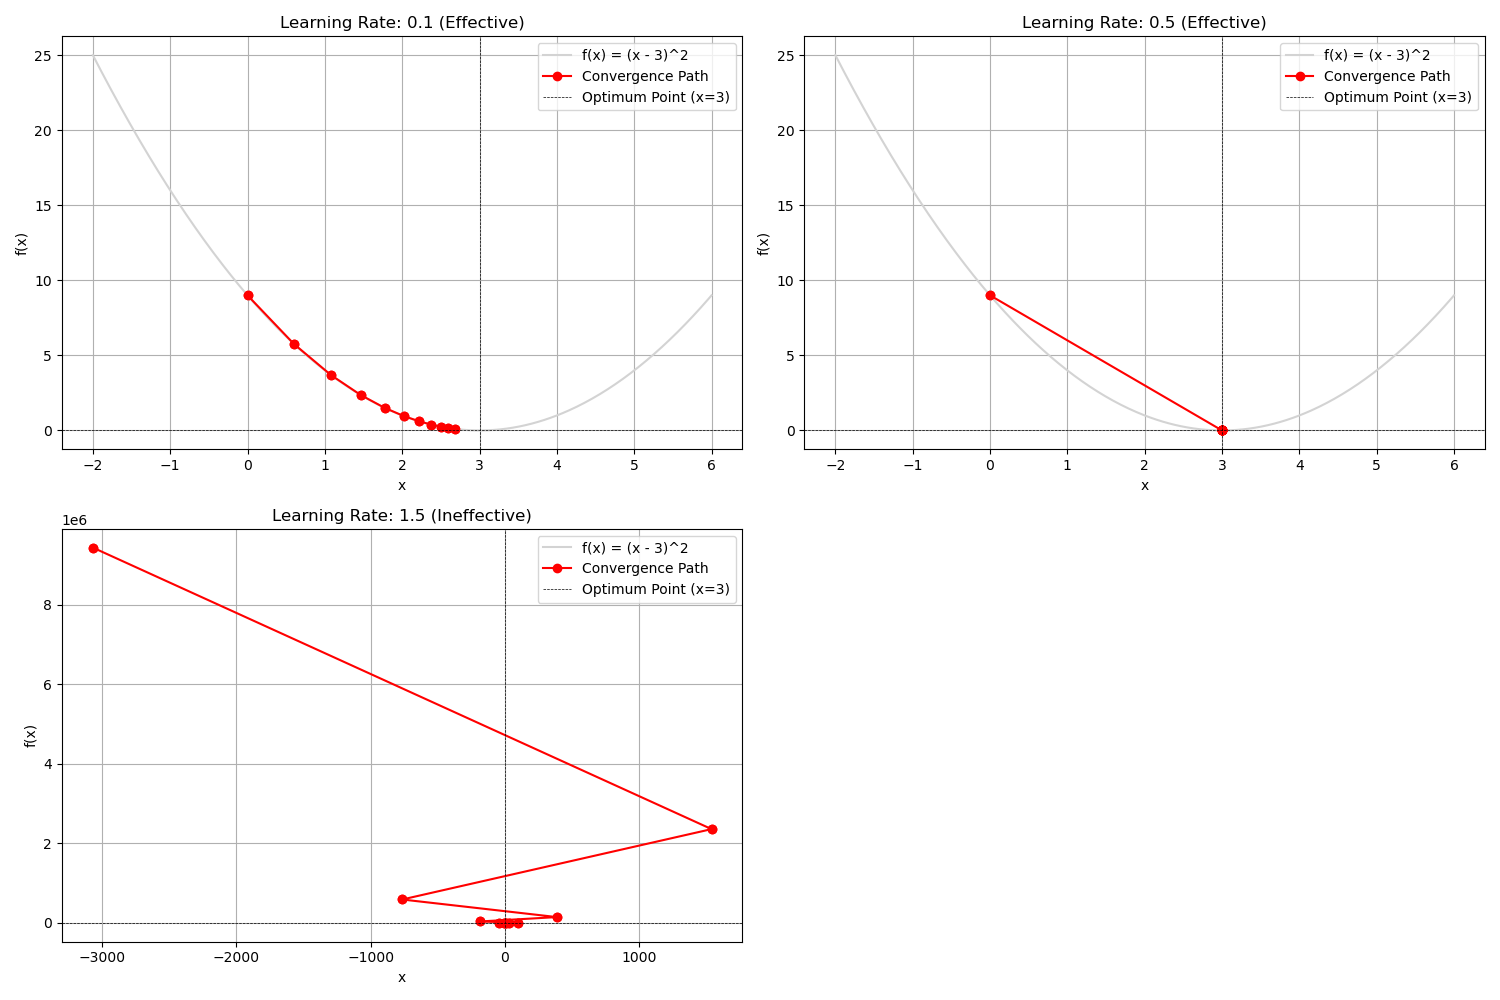 Learning Rate: 0.1 (Effective)
f(x) = (x - 3)^2
Convergence Path
Optimum Point (x=3)
25
20
15
10
5
0
f(x)
−2 −1 0 1 2 3 4 5 6
x
Learning Rate: 0.5 (Effective)
f(x) = (x - 3)^2
Convergence Path
Optimum Point (x=3)
25
20
15
10
5
0
f(x)
−2 −1 0 1 2 3 4 5 6
x
Learning Rate: 1.5 (Ineffective)
1e6
f(x) = (x - 3)^2
Convergence Path
Optimum Point (x=3)
8
6
4
2
0
f(x)
−3000 −2000 −1000 0 1000
x